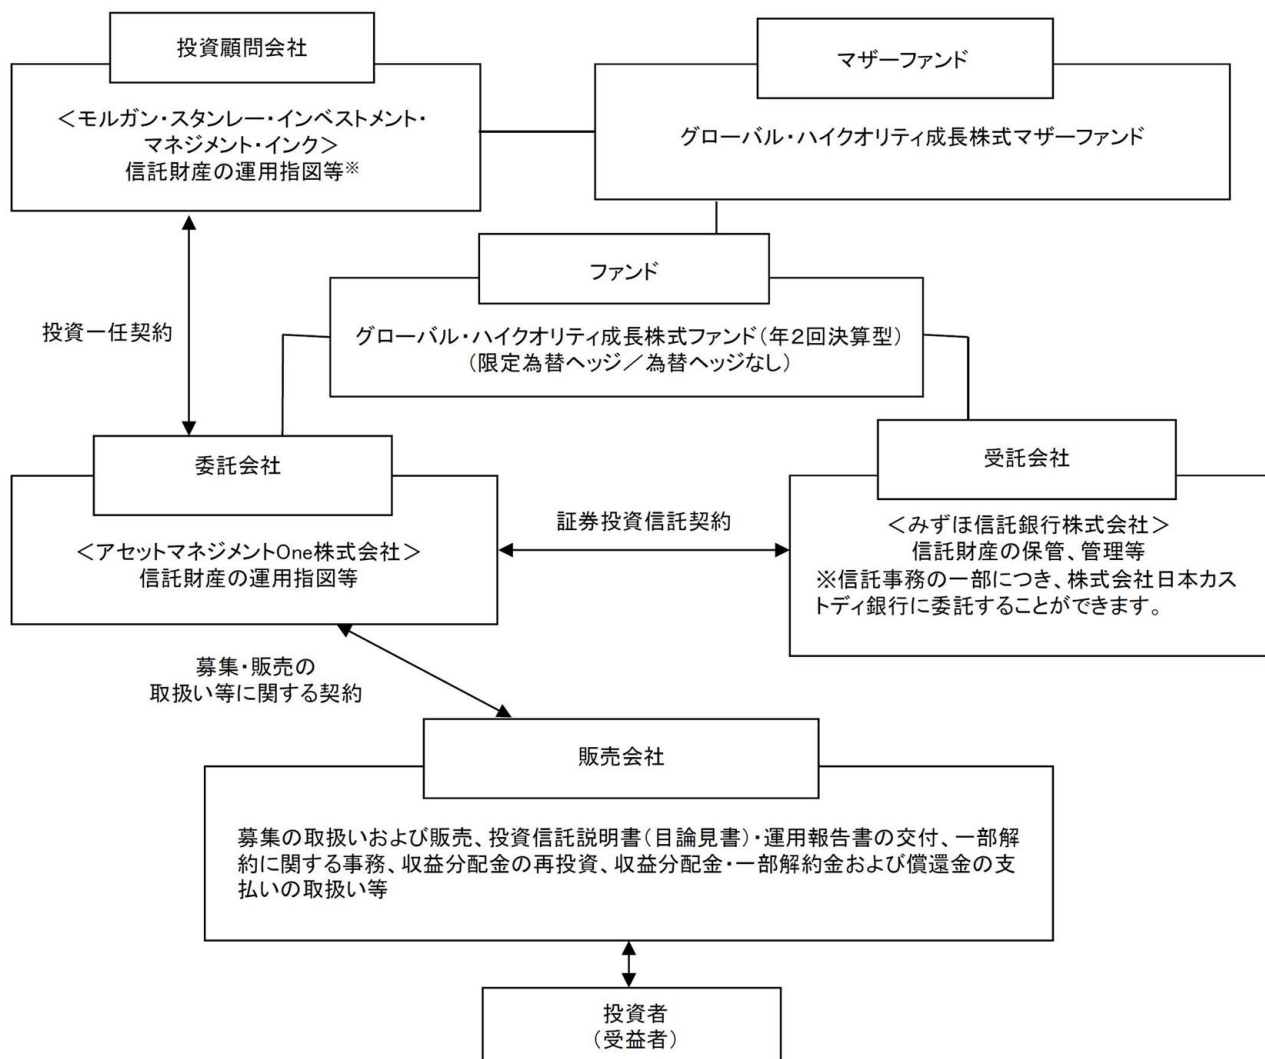 投資顧問会社
<モルガン・スタンレー・インベストメント・
マネジメント・インク>
信託財産の運用指図等※
マザーファンド
グローバル・ハイクオリティ成長株式マザーファンド
ファンド
グローバル・ハイクオリティ成長株式ファンド(年2回決算型)
(限定為替ヘッジ/為替ヘッジなし)
投資一任契約
委託会社
<アセットマネジメントOne株式会社>
信託財産の運用指図等
証券投資信託契約
受託会社
<みずほ信託銀行株式会社>
信託財産の保管、管理等
※信託事務の一部につき、株式会社日本カス
トディ銀行に委託することができます。
募集・販売の
取扱い等に関する契約
販売会社
募集の取扱いおよび販売、投資信託説明書(目論見書)・運用報告書の交付、一部解
約に関する事務、収益分配金の再投資、収益分配金・一部解約金および償還金の支
払いの取扱い等
投資者
(受益者)